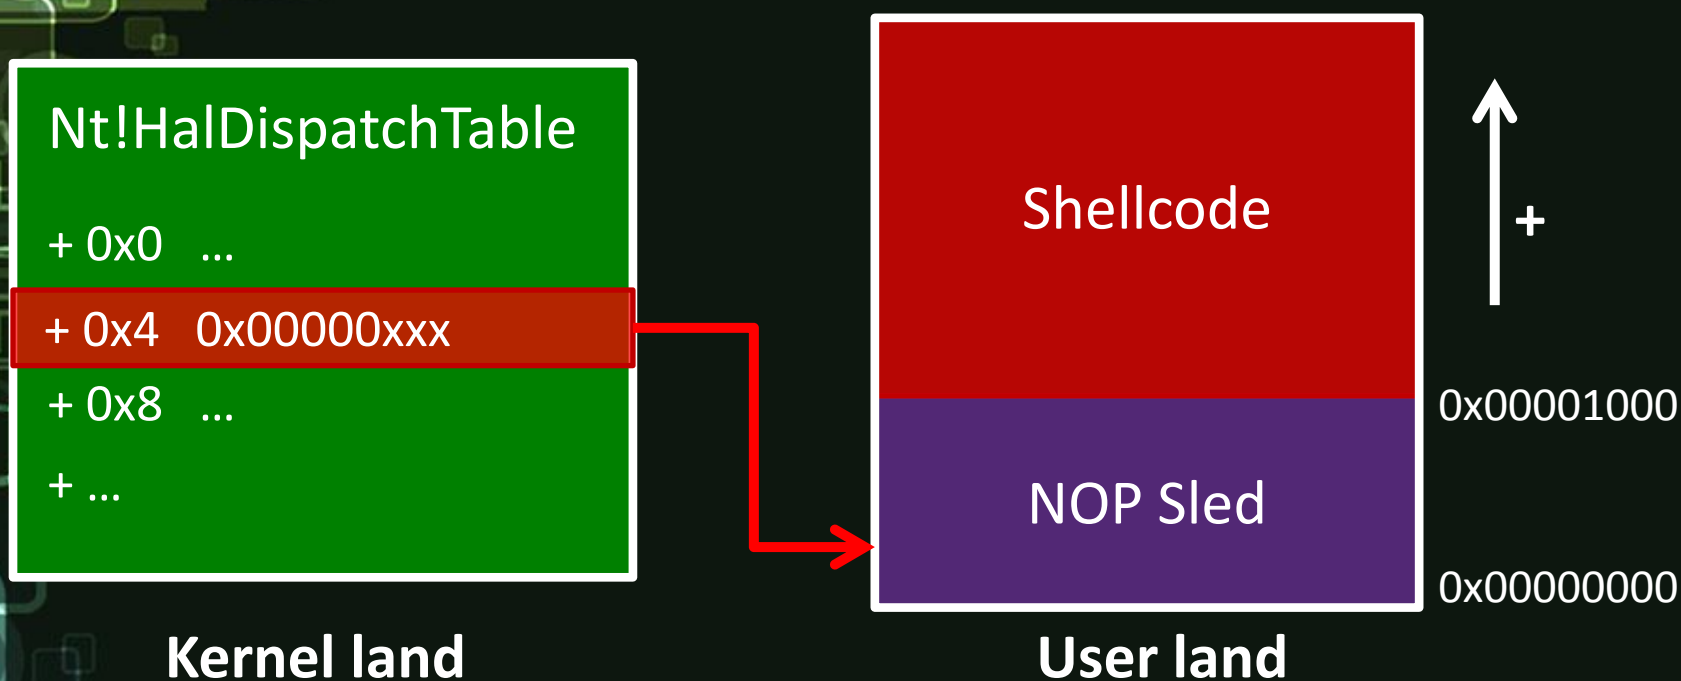 Nt!HalDispatchTable
+ 0x0 ...
+ 0x4 0x00000xxx
+ 0x8 ...
+ ...
Kernel land
Shellcode
NOP Sled
User land
+
0x00001000
0x00000000